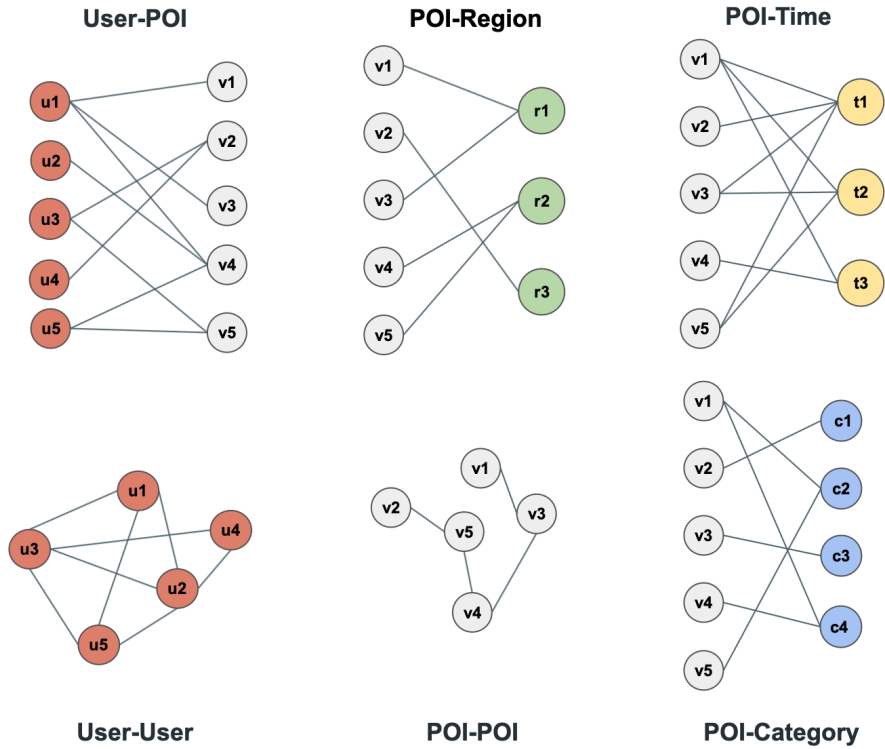 User-POI
u1
u2
u3
u4
u5
v1
v2
v3
v4
v5
POI-Region
v1
v2
v3
v4
v5
r1
r2
r3
POI-Time
v1
v2
v3
v4
v5
t1
t2
t3
u1
u4
u3
u2
u5
User-User
v1
v2
v3
v5
v4
POI-POI
v1
v2
v3
v4
v5
c1
c2
c3
c4
POI-Category